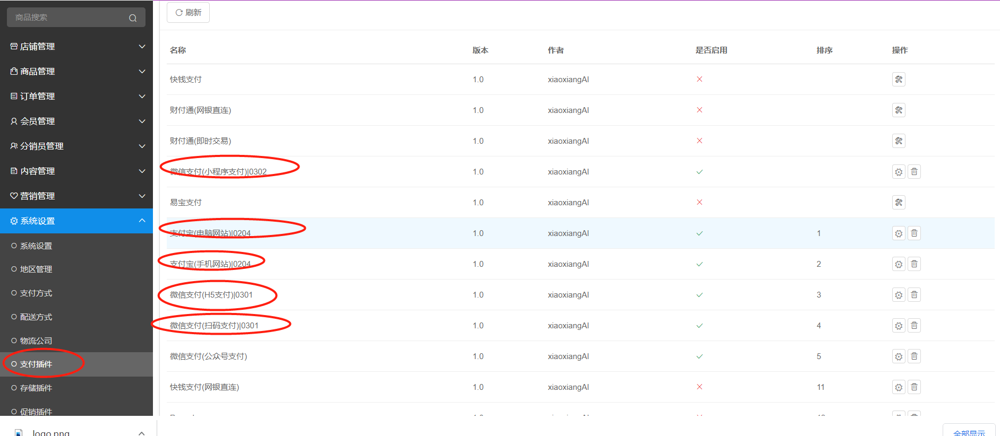 商品搜索
店铺管理
商品管理
订单管理
会员管理
分销员管理
内容管理
营销管理
系统设置
系统设置
地区管理
支付方式
配送方式
物流公司
支付插件
存储插件
促销插件
刷新
名称 版本 作者 是否启用 排序 操作
快钱支付 1.0 xiaoxiangAI
财付通(网银直连) 1.0 xiaoxiangAI
财付通(即时交易) 1.0 xiaoxiangAI
微信支付(小程序支付)|0302 1.0 xiaoxiangAI
易宝支付 1.0 xiaoxiangAI
支付宝(电脑网站)|0204 1.0 xiaoxiangAI 1
支付宝(手机网站)|0204 1.0 xiaoxiangAI 2
微信支付(H5支付)|0301 1.0 xiaoxiangAI 3
微信支付(扫码支付)|0301 1.0 xiaoxiangAI 4
微信支付(公众号支付) 1.0 xiaoxiangAI 5
快钱支付(网银直连) 1.0 xiaoxiangAI 11
logo.png
全部显示